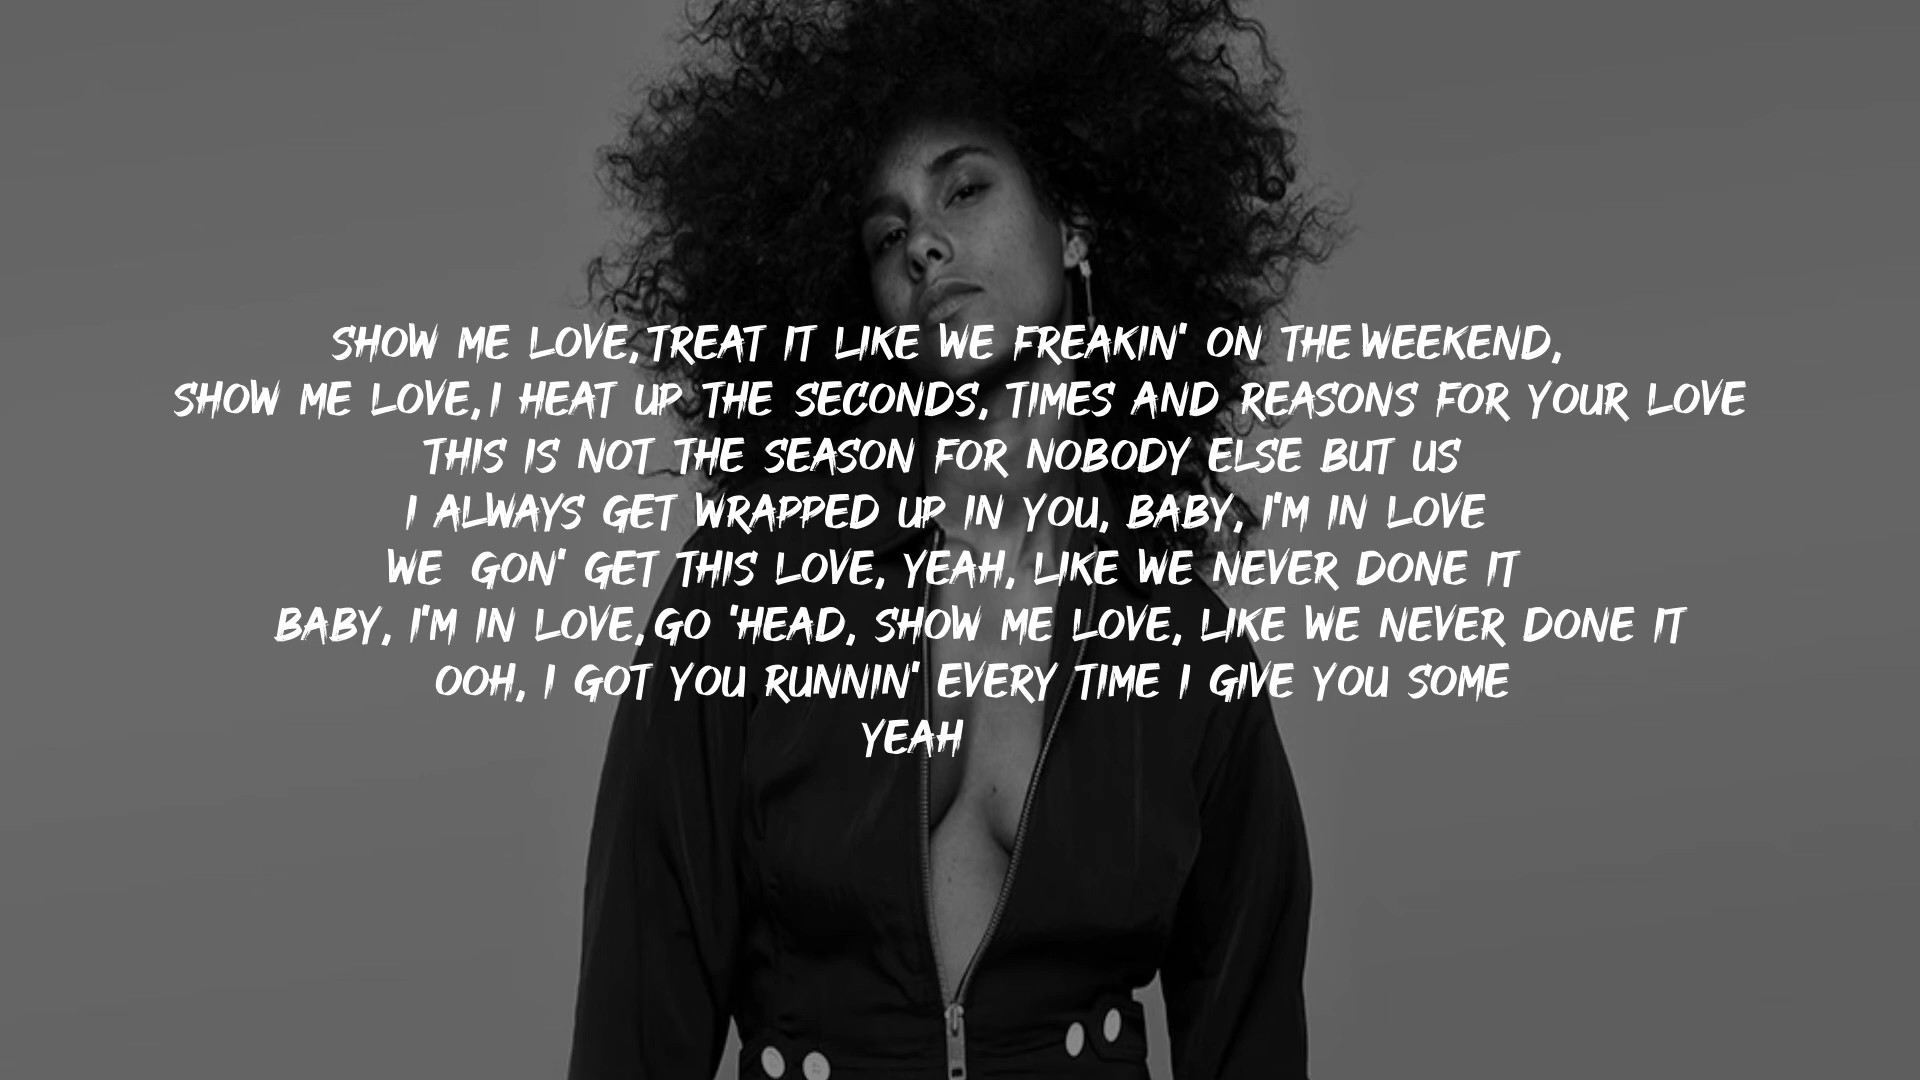 SHOW ME LOVE, TREAT IT LIKE WE FREAKIN' ON THE WEEKEND,
SHOW ME LOVE, I HEAT UP THE SECONDS, TIMES AND REASONS FOR YOUR LOVE
THIS IS NOT THE SEASON FOR NOBODY ELSE BUT US
I ALWAYS GET WRAPPED UP IN YOU, BABY, I'M IN LOVE
WE GON' GET THIS LOVE, YEAH, LIKE WE NEVER DONE IT
BABY, I'M IN LOVE, GO 'HEAD, SHOW ME LOVE, LIKE WE NEVER DONE IT
OOH, I GOT YOU RUNNIN' EVERY TIME I GIVE YOU SOME
YEAH